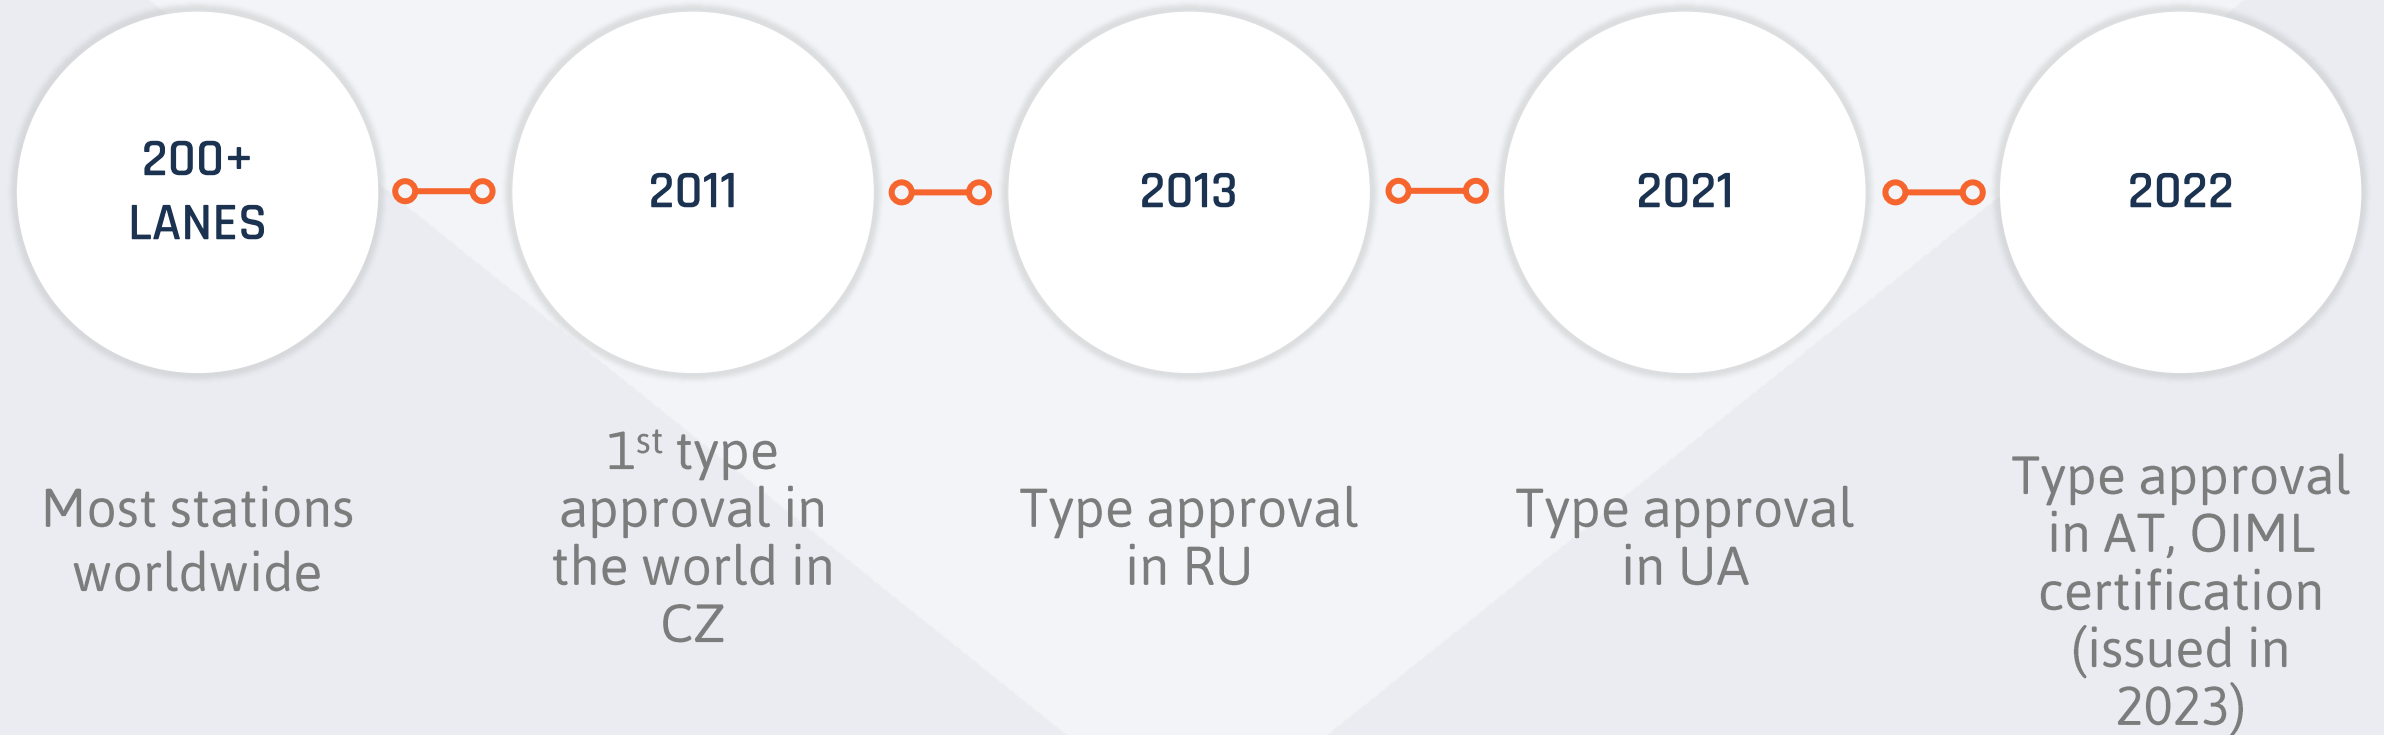 200+
LANES
2011
2013
2021
2022
Most stations
worldwide
1st type
approval in
the world in
CZ
Type approval
in RU
Type approval
in UA
Type approval
in AT, OIML
certification
(issued in
2023)